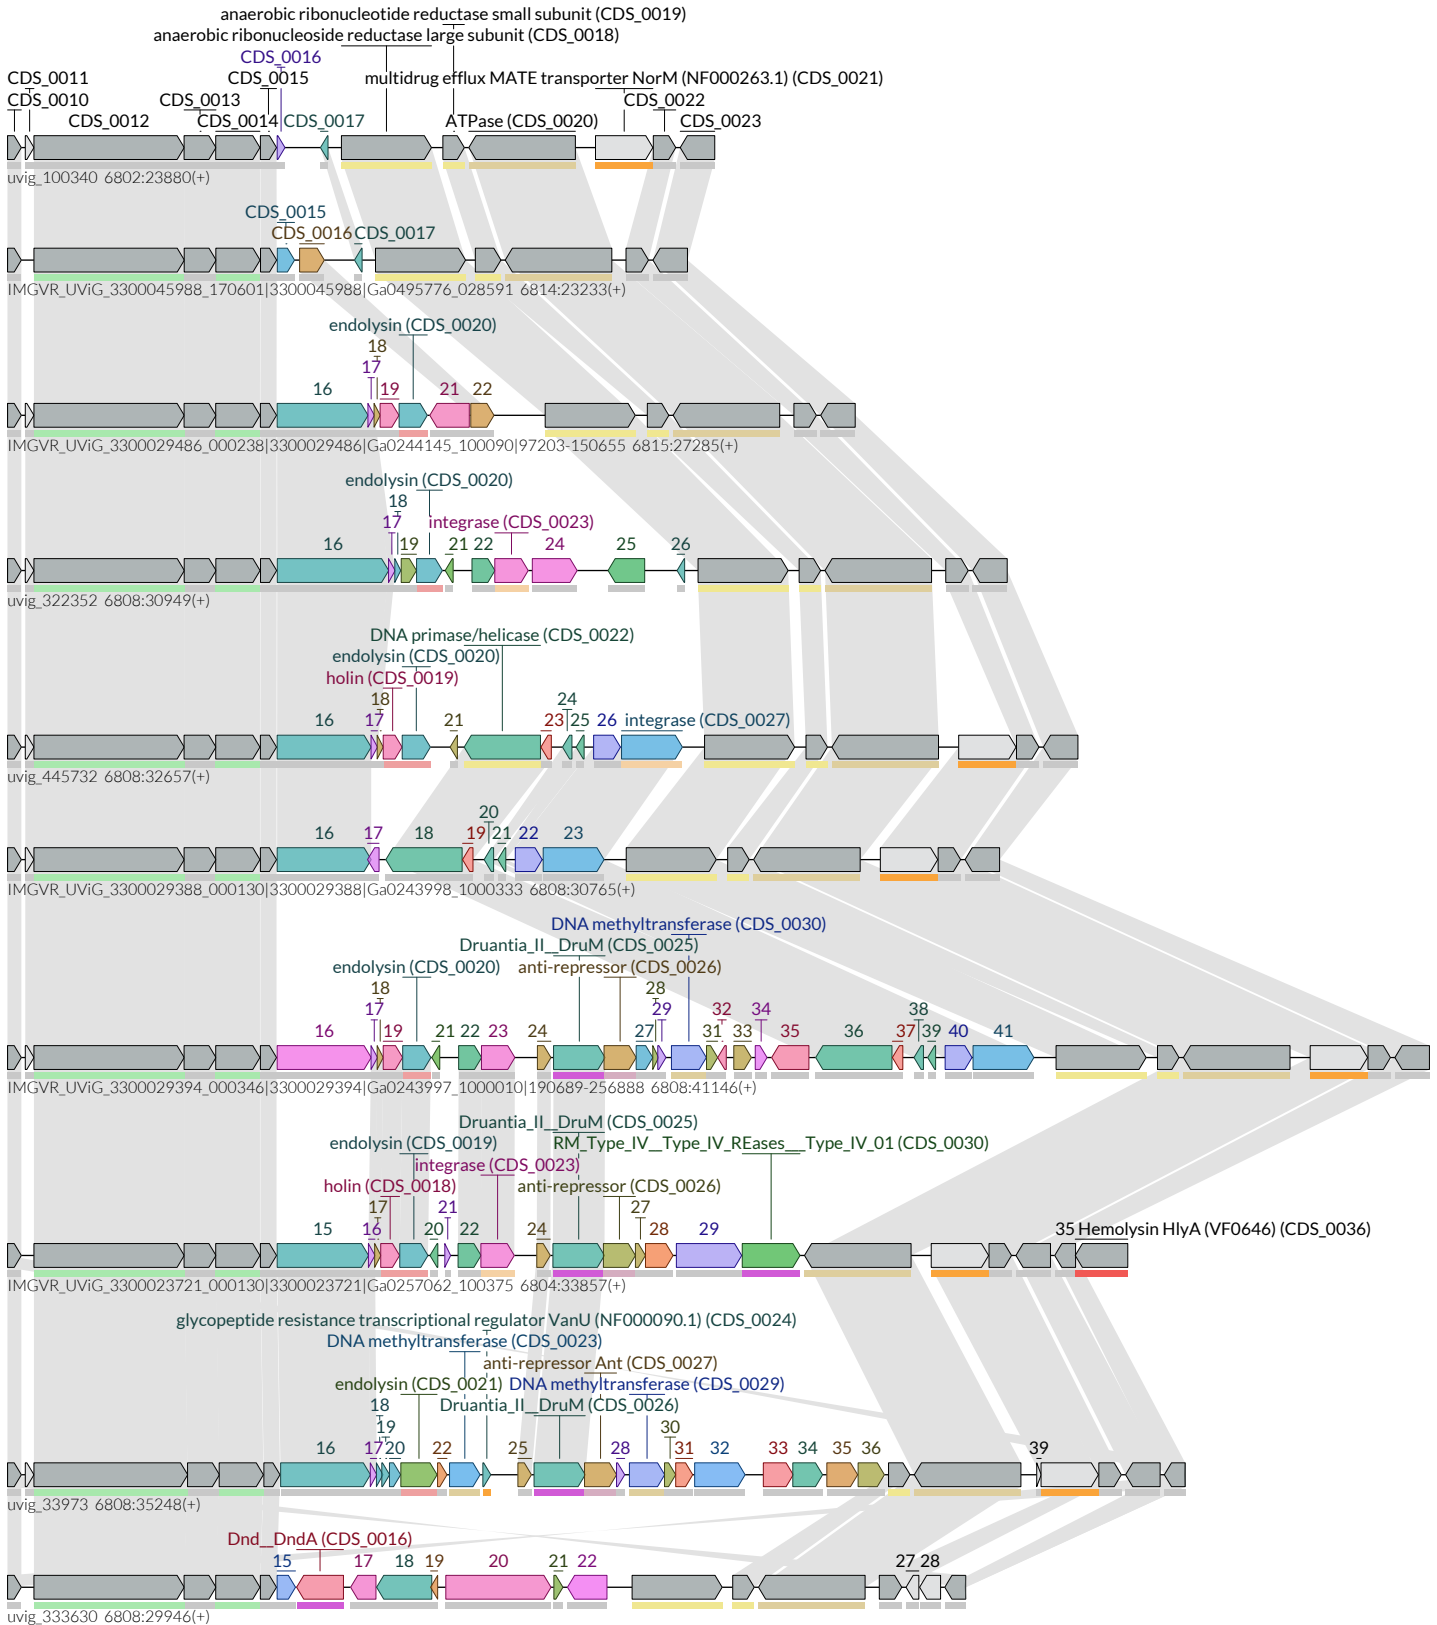 anaerobic ribonucleotide reductase small subunit (CDS_0019)
anaerobic ribonucleoside reductase large subunit (CDS_0018)
CDS_0016
CDS_0011 CDS_0015 multidrug efflux MATE transporter NorM (NF000263.1) (CDS_0021)
CDS_0010 CDS_0013 CDS_0022
CDS_0012 CDS_0014 CDS_0017 ATPase (CDS_0020) CDS_0023
uvig_100340 6802:23880(+)
CDS_0015
CDS_0016 CDS_0017
IMGVR_UViG_3300045988_170601|3300045988|Ga0495776_028591 6814:23233(+)
endolysin (CDS_0020)
18
17
16 19 21 22
IMGVR_UViG_3300029486_000238|3300029486|Ga0244145_100090|97203-150655 6815:27285(+)
endolysin (CDS_0020)
18
17 integrase (CDS_0023)
16 19 21 22 24 25 26
uvig_322352 6808:30949(+)
DNA primase/helicase (CDS_0022)
endolysin (CDS_0020)
holin (CDS_0019)
18 24
16 17 21 23 25 26 integrase (CDS_0027)
uvig_445732 6808:32657(+)
20
16 17 18 19 21 22 23
IMGVR_UViG_3300029388_000130|3300029388|Ga0243998_1000333 6808:30765(+)
DNA methyltransferase (CDS_0030)
Druantia_II__DruM (CDS_0025)
endolysin (CDS_0020) anti-repressor (CDS_0026)
18 28
17 29 32 34 38
16 19 21 22 23 24 27 31 33 35 36 37 39 40 41
IMGVR_UViG_3300029394_000346|3300029394|Ga0243997_1000010|190689-256888 6808:41146(+)
Druantia_II__DruM (CDS_0025)
endolysin (CDS_0019) RM_Type_IV__Type_IV_REases___Type_IV_01 (CDS_0030)
integrase (CDS_0023)
holin (CDS_0018) anti-repressor (CDS_0026)
17 21 27
15 16 20 22 24 28 29 35 Hemolysin HlyA (VF0646) (CDS_0036)
IMGVR_UViG_3300023721_000130|3300023721|Ga0257062_100375 6804:33857(+)
glycopeptide resistance transcriptional regulator VanU (NF000090.1) (CDS_0024)
DNA methyltransferase (CDS_0023)
anti-repressor Ant (CDS_0027)
endolysin (CDS_0021) DNA methyltransferase (CDS_0029)
18 Druantia_II__DruM (CDS_0026)
19 30
16 17 20 22 25 28 31 32 33 34 35 36 39
uvig_33973 6808:35248(+)
Dnd__DndA (CDS_0016)
15 17 18 19 20 21 22 27 28
uvig_333630 6808:29946(+)